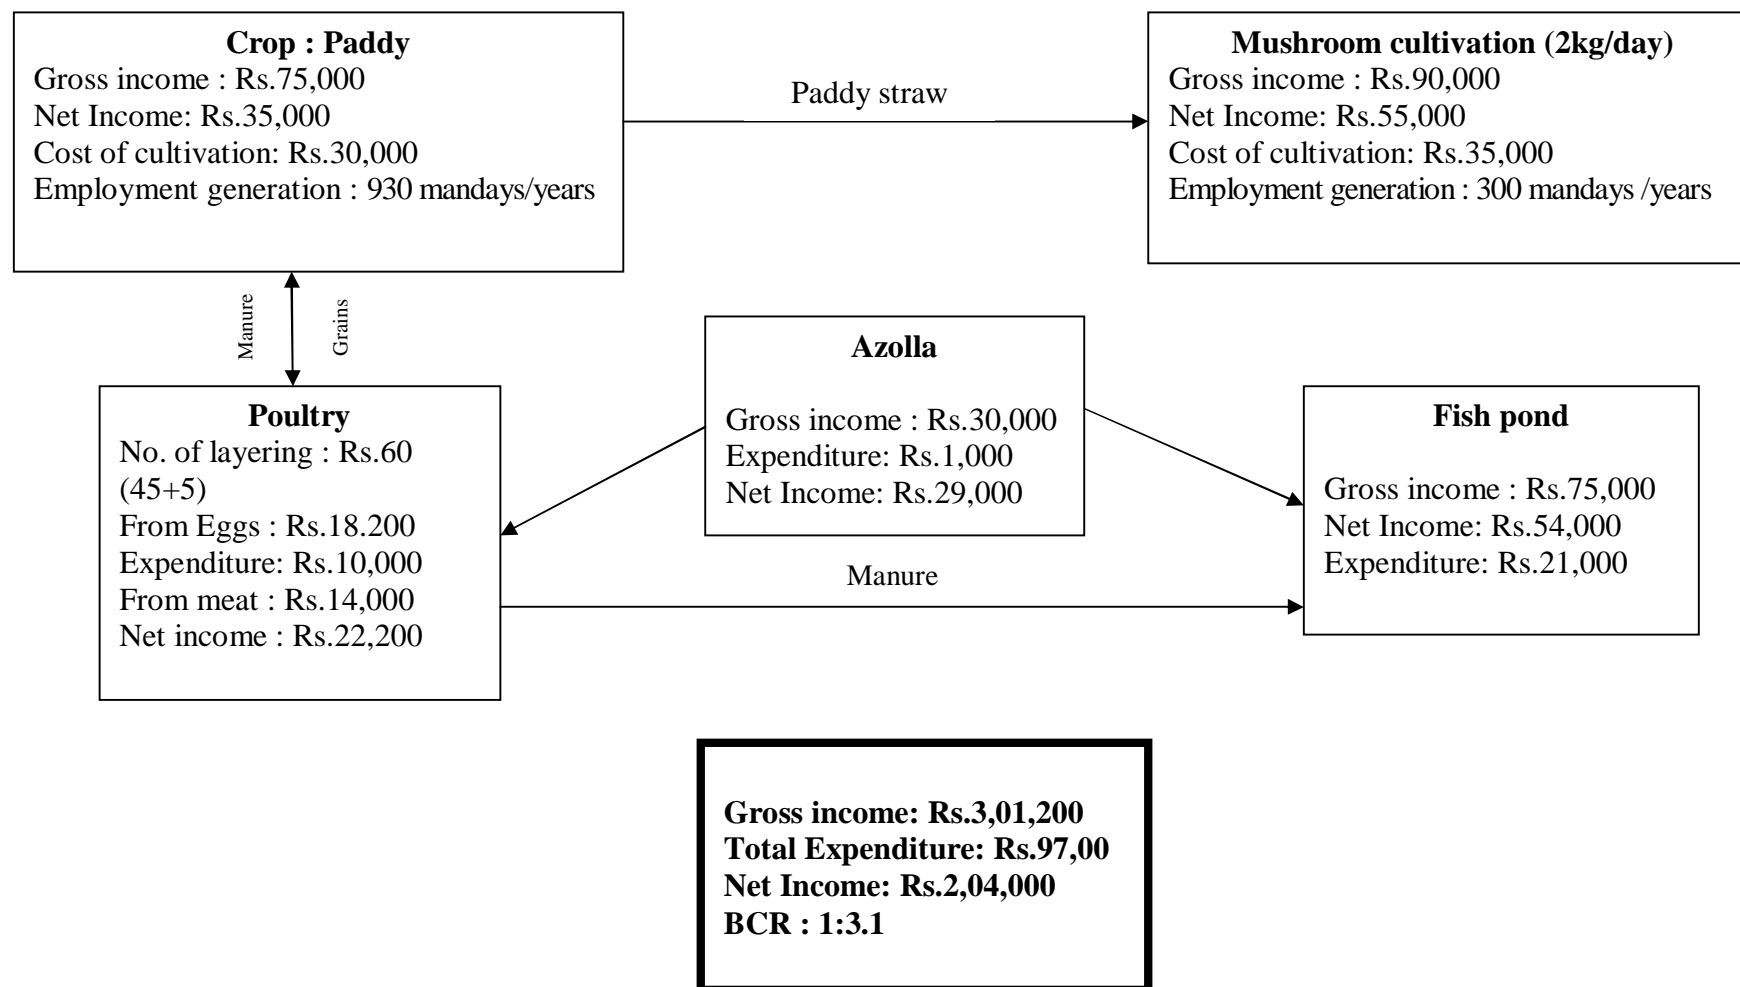 Crop : Paddy
Gross income : Rs.75,000
Net Income: Rs.35,000
Cost of cultivation: Rs.30,000
Employment generation : 930 mandays/years
Paddy straw
Mushroom cultivation (2kg/day)
Gross income : Rs.90,000
Net Income: Rs.55,000
Cost of cultivation: Rs.35,000
Employment generation : 300 mandays /years
Manure
Grains
Poultry
No. of layering : Rs.60
(45+5)
From Eggs : Rs.18.200
Expenditure: Rs.10,000
From meat : Rs.14,000
Net income : Rs.22,200
Azolla
Gross income : Rs.30,000
Expenditure: Rs.1,000
Net Income: Rs.29,000
Manure
Fish pond
Gross income : Rs.75,000
Net Income: Rs.54,000
Expenditure: Rs.21,000
Gross income: Rs.3,01,200
Total Expenditure: Rs.97,00
Net Income: Rs.2,04,000
BCR : 1:3.1